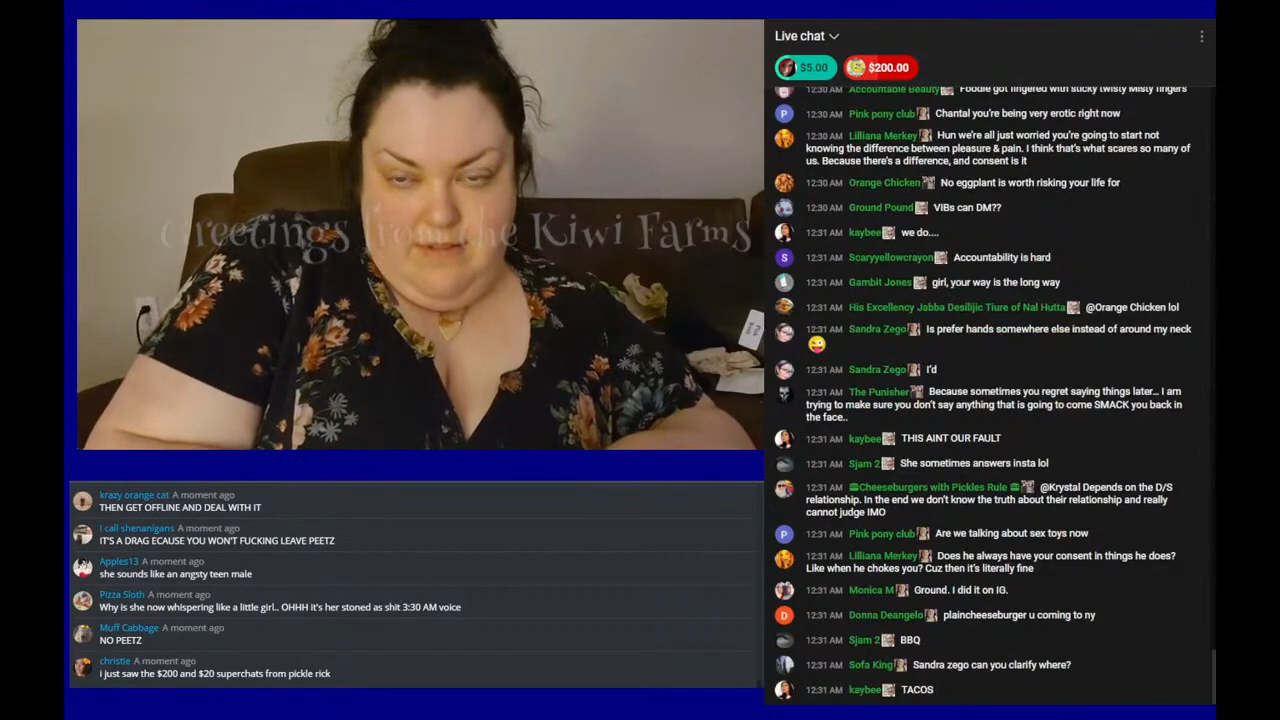 Greetings from the Kiwi Farms
Live chat
$5.00
$200.00
12:30 AM Accountable Beauty Foodie got fingered with sticky twisty Misty fingers
P 12:30 AM Pink pony club Chantal you're being very erotic right now
12:30 AM Lilliana Merkey Hun we're all just worried you're going to start not
knowing the difference between pleasure & pain. I think that's what scares so many of
us. Because there's a difference, and consent is it
12:30 AM Orange Chicken No eggplant is worth risking your life for
12:30 AM Ground Pound VIBs can DM??
12:31 AM kaybee we do....
S 12:31 AM Scaryyellowcrayon Accountability is hard
12:31 AM Gambit Jones girl, your way is the long way
12:31 AM His Excellency Jabba Desilijic Tiure of Nal Hutta @Orange Chicken lol
12:31 AM Sandra Zego Is prefer hands somewhere else instead of around my neck
12:31 AM Sandra Zego I'd
12:31 AM The Punisher Because sometimes you regret saying things later... I am
trying to make sure you don't say anything that is going to come SMACK you back in
the face..
12:31 AM kaybee THIS AINT OUR FAULT
12:31 AM Sjam 2 She sometimes answers insta lol
12:31 AM Cheeseburgers with Pickles Rule @Krystal Depends on the D/S
relationship. In the end we don't know the truth about their relationship and really
cannot judge IMO
P 12:31 AM Pink pony club Are we talking about sex toys now
12:31 AM Lilliana Merkey Does he always have your consent in things he does?
Like when he chokes you? Cuz then it's literally fine
12:31 AM Monica M Ground. I did it on IG.
D 12:31 AM Donna Deangelo plaincheeseburger u coming to ny
12:31 AM Sjam 2 BBQ
12:31 AM Sofa King Sandra zego can you clarify where?
12:31 AM kaybee TACOS
krazy orange cat A moment ago
THEN GET OFFLINE AND DEAL WITH IT
I call shenanigans A moment ago
IT'S A DRAG ECAUSE YOU WON'T FUCKING LEAVE PEETZ
Apples13 A moment ago
she sounds like an angsty teen male
Pizza Sloth A moment ago
Why is she now whispering like a little girl.. OHHH it's her stoned as shit 3:30 AM voice
Muff Cabbage A moment ago
NO PEETZ
christie A moment ago
i just saw the $200 and $20 superchats from pickle rick